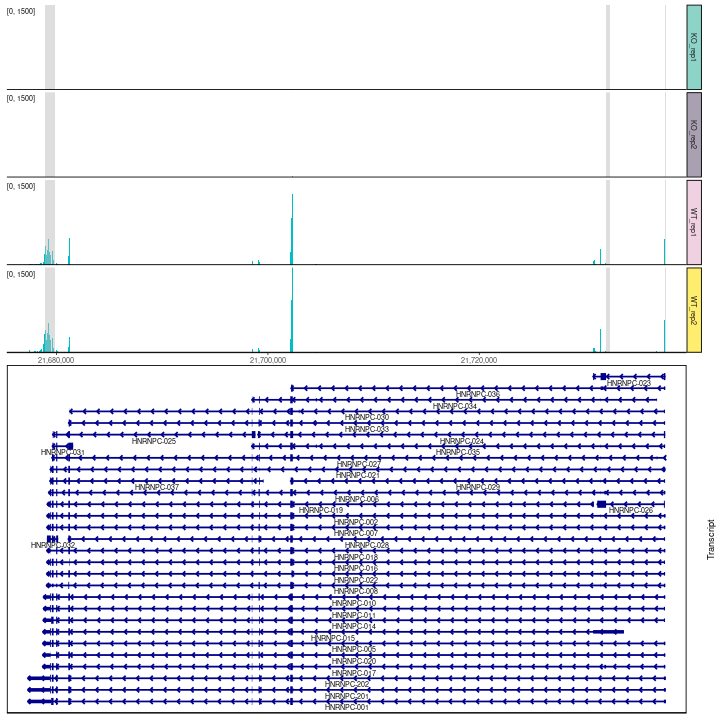 [0, 1500]
KO_rep1
[0, 1500]
KO_rep2
[0, 1500]
WT_rep1
[0, 1500]
WT_rep2
21,680,000 21,700,000 21,720,000
HNRNPC-023
HNRNPC-036
HNRNPC-034
HNRNPC-030
HNRNPC-033
HNRNPC-025 HNRNPC-024
HNRNPC-031 HNRNPC-035
HNRNPC-027
HNRNPC-021
HNRNPC-037 HNRNPC-029
HNRNPC-006
HNRNPC-019 HNRNPC-026
HNRNPC-002
HNRNPC-007
HNRNPC-032 HNRNPC-028
HNRNPC-018
HNRNPC-016
HNRNPC-022
HNRNPC-008
HNRNPC-010
HNRNPC-011
HNRNPC-014
HNRNPC-015
HNRNPC-005
HNRNPC-020
HNRNPC-017
HNRNPC-202
HNRNPC-201
HNRNPC-001
Transcript